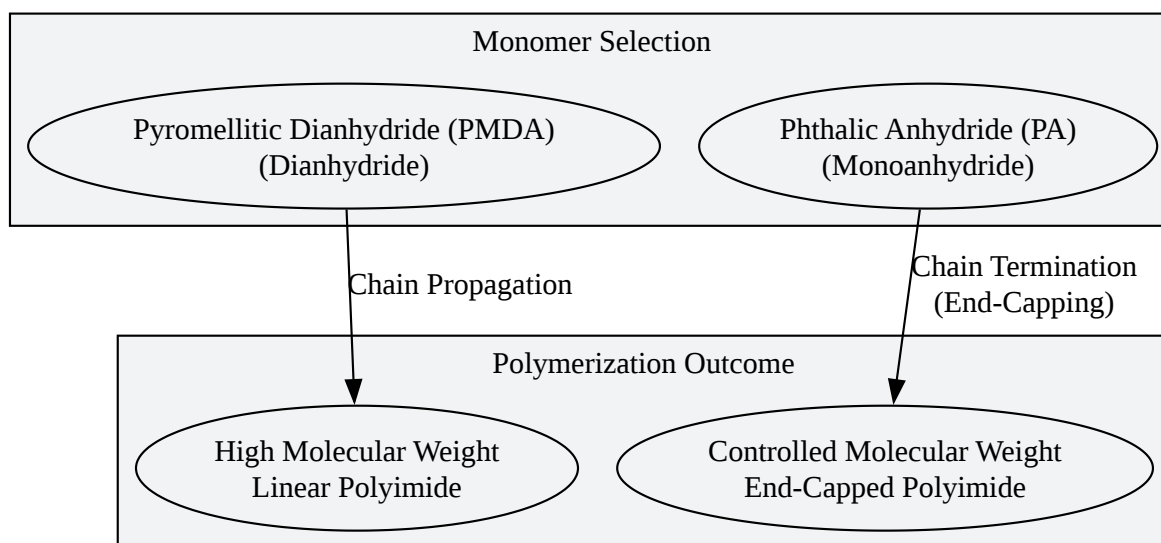 Monomer Selection
Pyromellitic Dianhydride (PMDA)
(Dianhydride)
Phthalic Anhydride (PA)
(Monoanhydride)
Chain Propagation
Chain Termination
(End-Capping)
Polymerization Outcome
High Molecular Weight
Linear Polyimide
Controlled Molecular Weight
End-Capped Polyimide